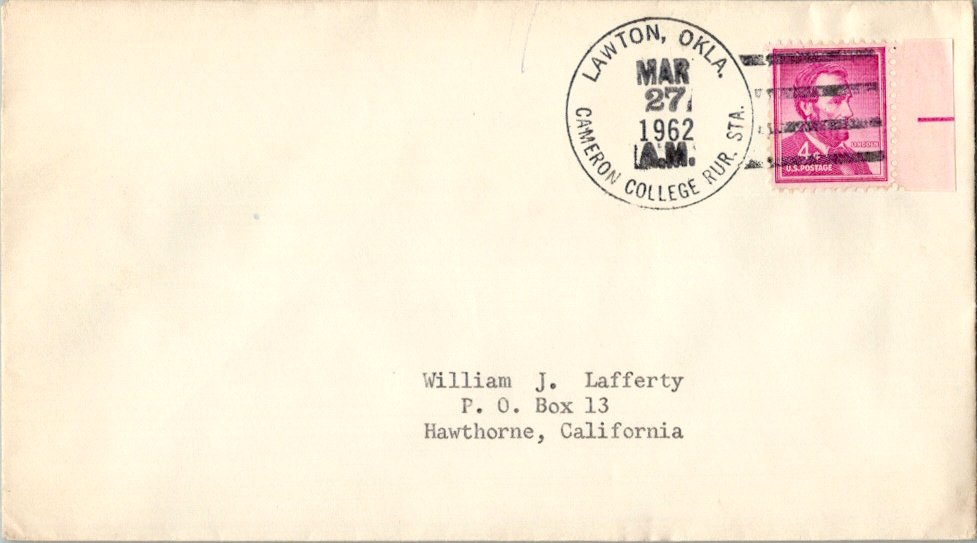 LAWTON, OKLA.
MAR
27
1962
A.M.
CAMERON COLLEGE RUR. STA.
LINCOLN
4¢
U.S. POSTAGE
William J. Lafferty
P. O. Box 13
Hawthorne, California